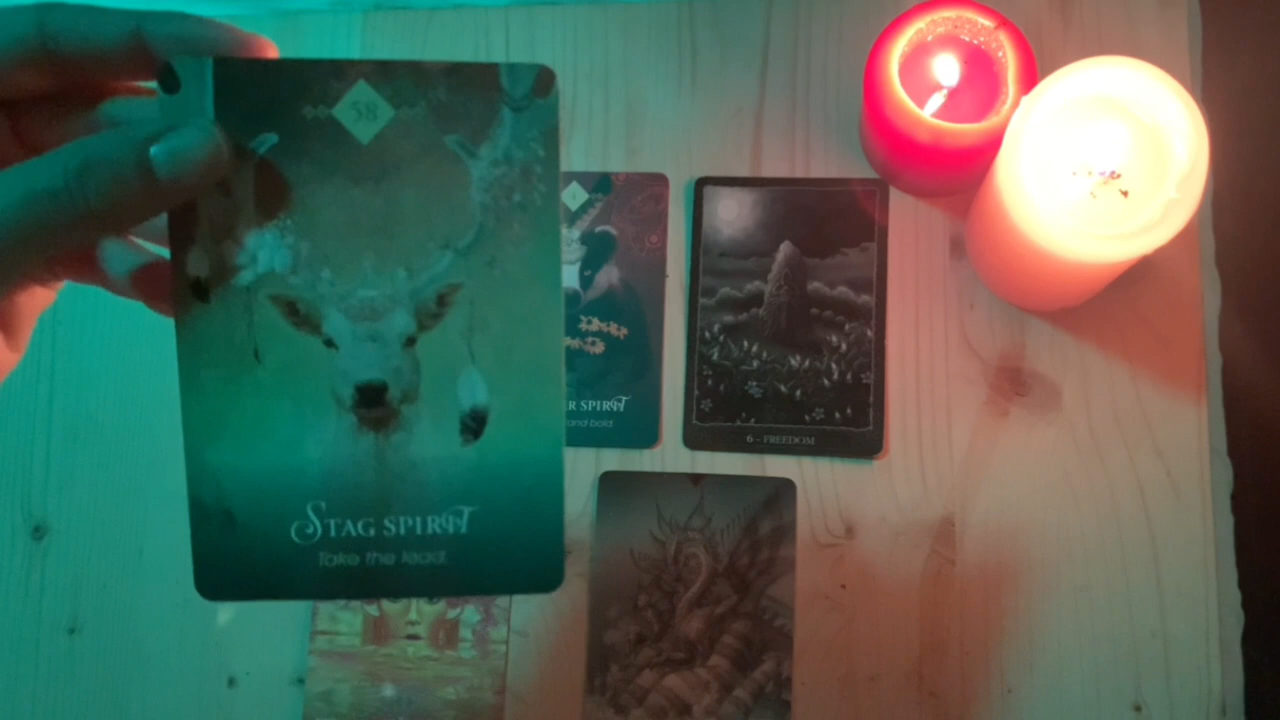 58
STAG SPIRIT
Take the lead.
R SPIRIT
and bold
6 - FREEDOM